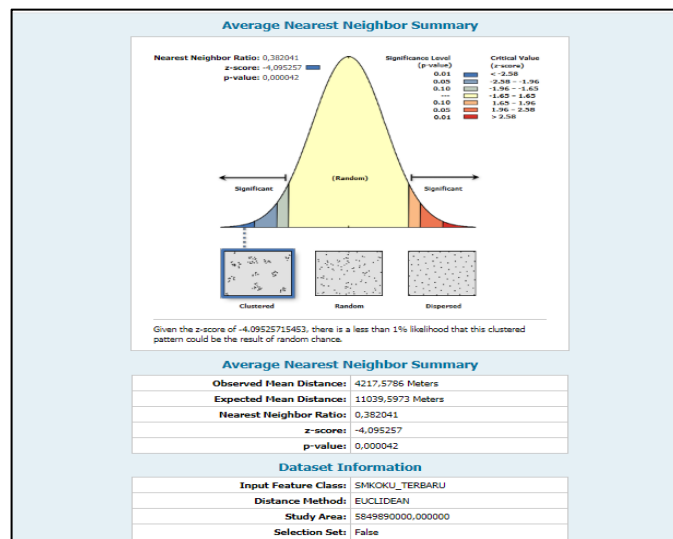 Average Nearest Neighbor Summary
Nearest Neighbor Ratio: 0,382041
z-score: -4,095257
p-value: 0,000042
Significance Level (p-value) Critical Value (z-score)
0.01 < -2.58
0.05 -2.58 - -1.96
0.10 -1.96 - -1.65
--- -1.65 - 1.65
0.10 1.65 - 1.96
0.05 1.96 - 2.58
0.01 > 2.58
Significant (Random) Significant
Clustered Random Dispersed
Given the z-score of -4.09525715453, there is a less than 1% likelihood that this clustered
pattern could be the result of random chance.
Average Nearest Neighbor Summary
Observed Mean Distance: 4217,5786 Meters
Expected Mean Distance: 11039,5973 Meters
Nearest Neighbor Ratio: 0,382041
z-score: -4,095257
p-value: 0,000042
Dataset Information
Input Feature Class: SMKOKU_TERBARU
Distance Method: EUCLIDEAN
Study Area: 5849890000,000000
Selection Set: False